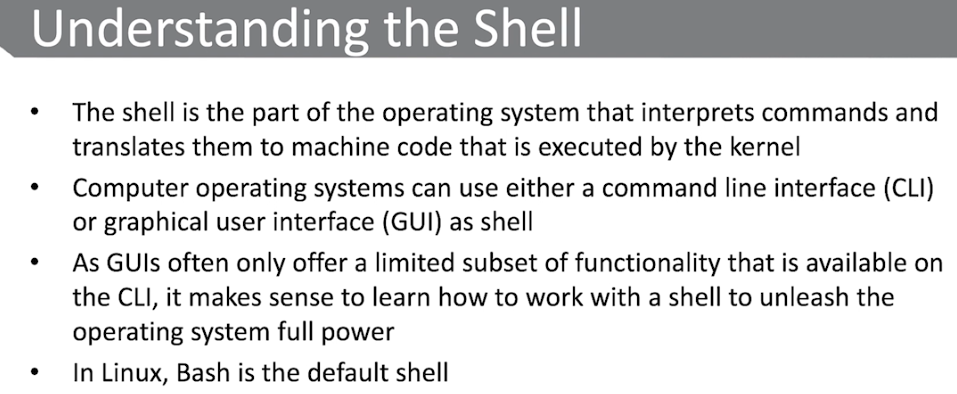 Understanding the Shell
• The shell is the part of the operating system that interprets commands and
translates them to machine code that is executed by the kernel
• Computer operating systems can use either a command line interface (CLI)
or graphical user interface (GUI) as shell
• As GUIs often only offer a limited subset of functionality that is available on
the CLI, it makes sense to learn how to work with a shell to unleash the
operating system full power
• In Linux, Bash is the default shell